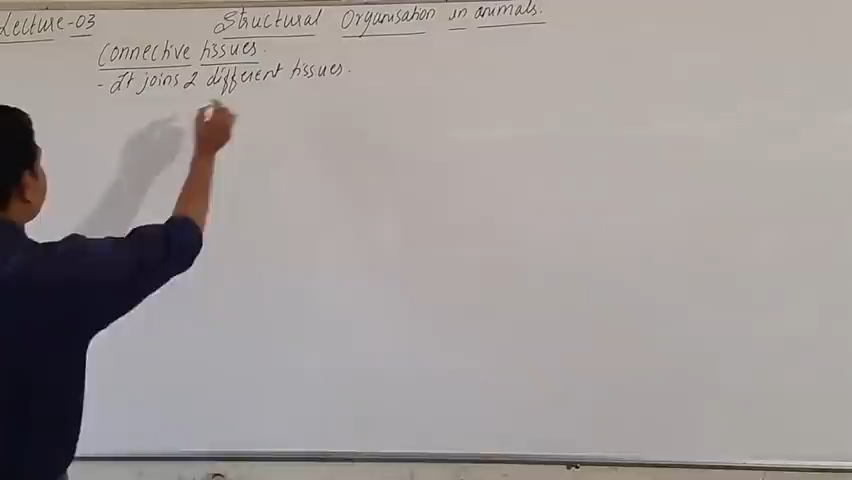 Lecture-03
Structural Organisation in animals.
Connective tissues.
- It joins 2 different tissues.